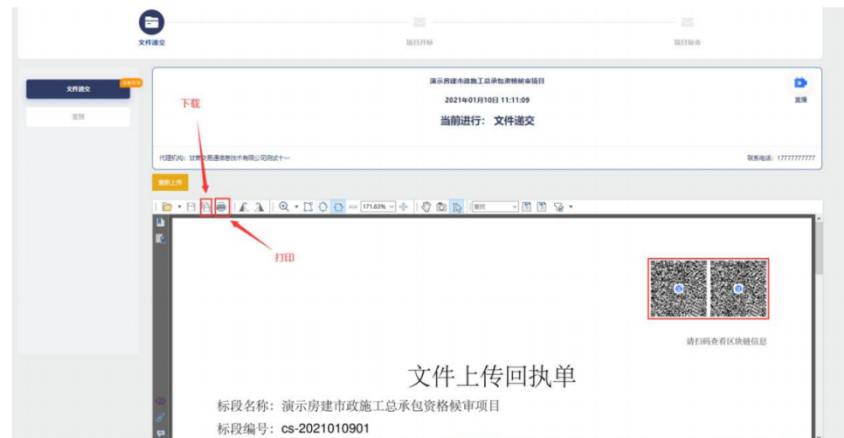 文件递交
项目开标
文件递交
签到
演示房建市政施工总承包资格候审项目
2021年01月10日 11:11:09
直播
当前进行： 文件递交
联系电话：17777777777
重新上传
下载
171.63%
查找
打印
请扫码查看区块链信息
文件上传回执单
标段名称：演示房建市政施工总承包资格候审项目
标段编号：cs-2021010901